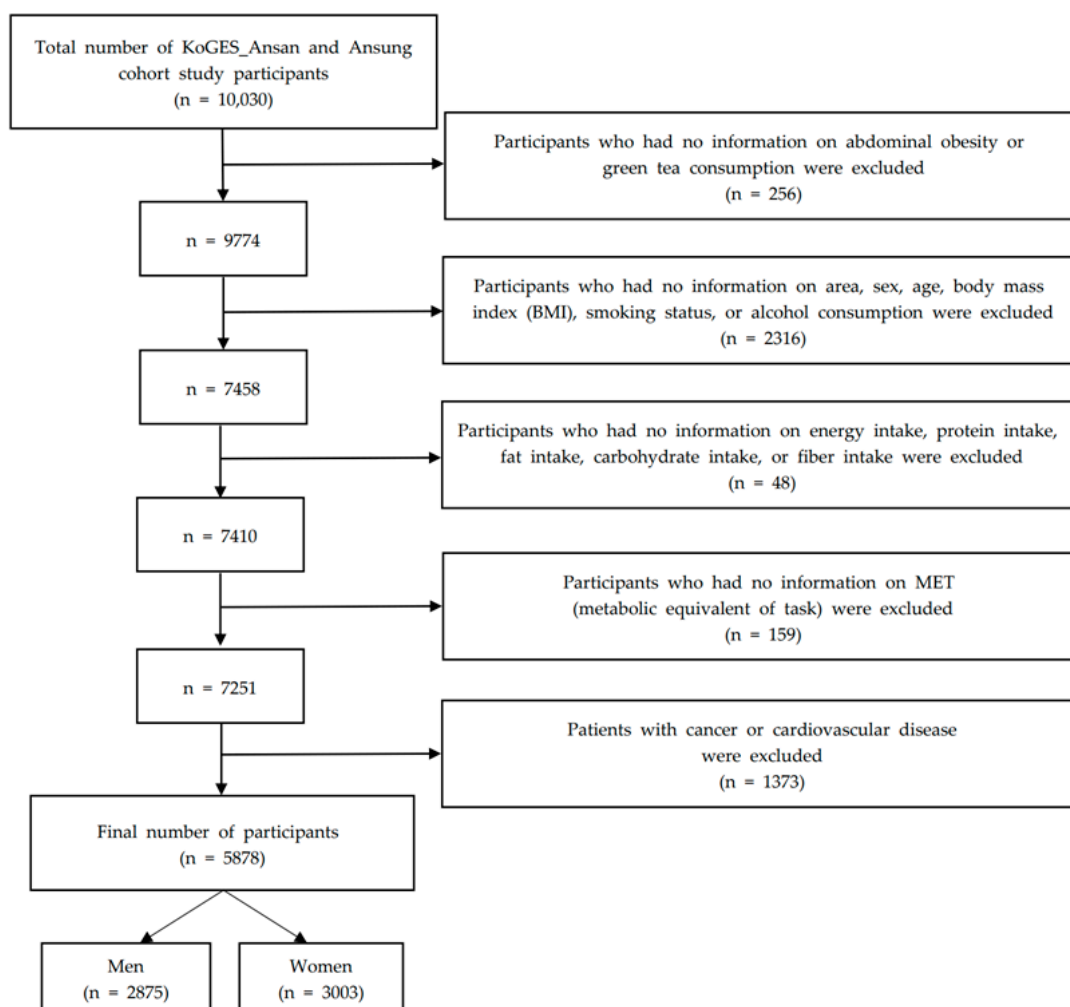 Total number of KoGES_Ansan and Ansung
cohort study participants
(n = 10,030)
Participants who had no information on abdominal obesity or
green tea consumption were excluded
(n = 256)
n = 9774
Participants who had no information on area, sex, age, body mass
index (BMI), smoking status, or alcohol consumption were excluded
(n = 2316)
n = 7458
Participants who had no information on energy intake, protein intake,
fat intake, carbohydrate intake, or fiber intake were excluded
(n = 48)
n = 7410
Participants who had no information on MET
(metabolic equivalent of task) were excluded
(n = 159)
n = 7251
Patients with cancer or cardiovascular disease
were excluded
(n = 1373)
Final number of participants
(n = 5878)
Men
(n = 2875)
Women
(n = 3003)